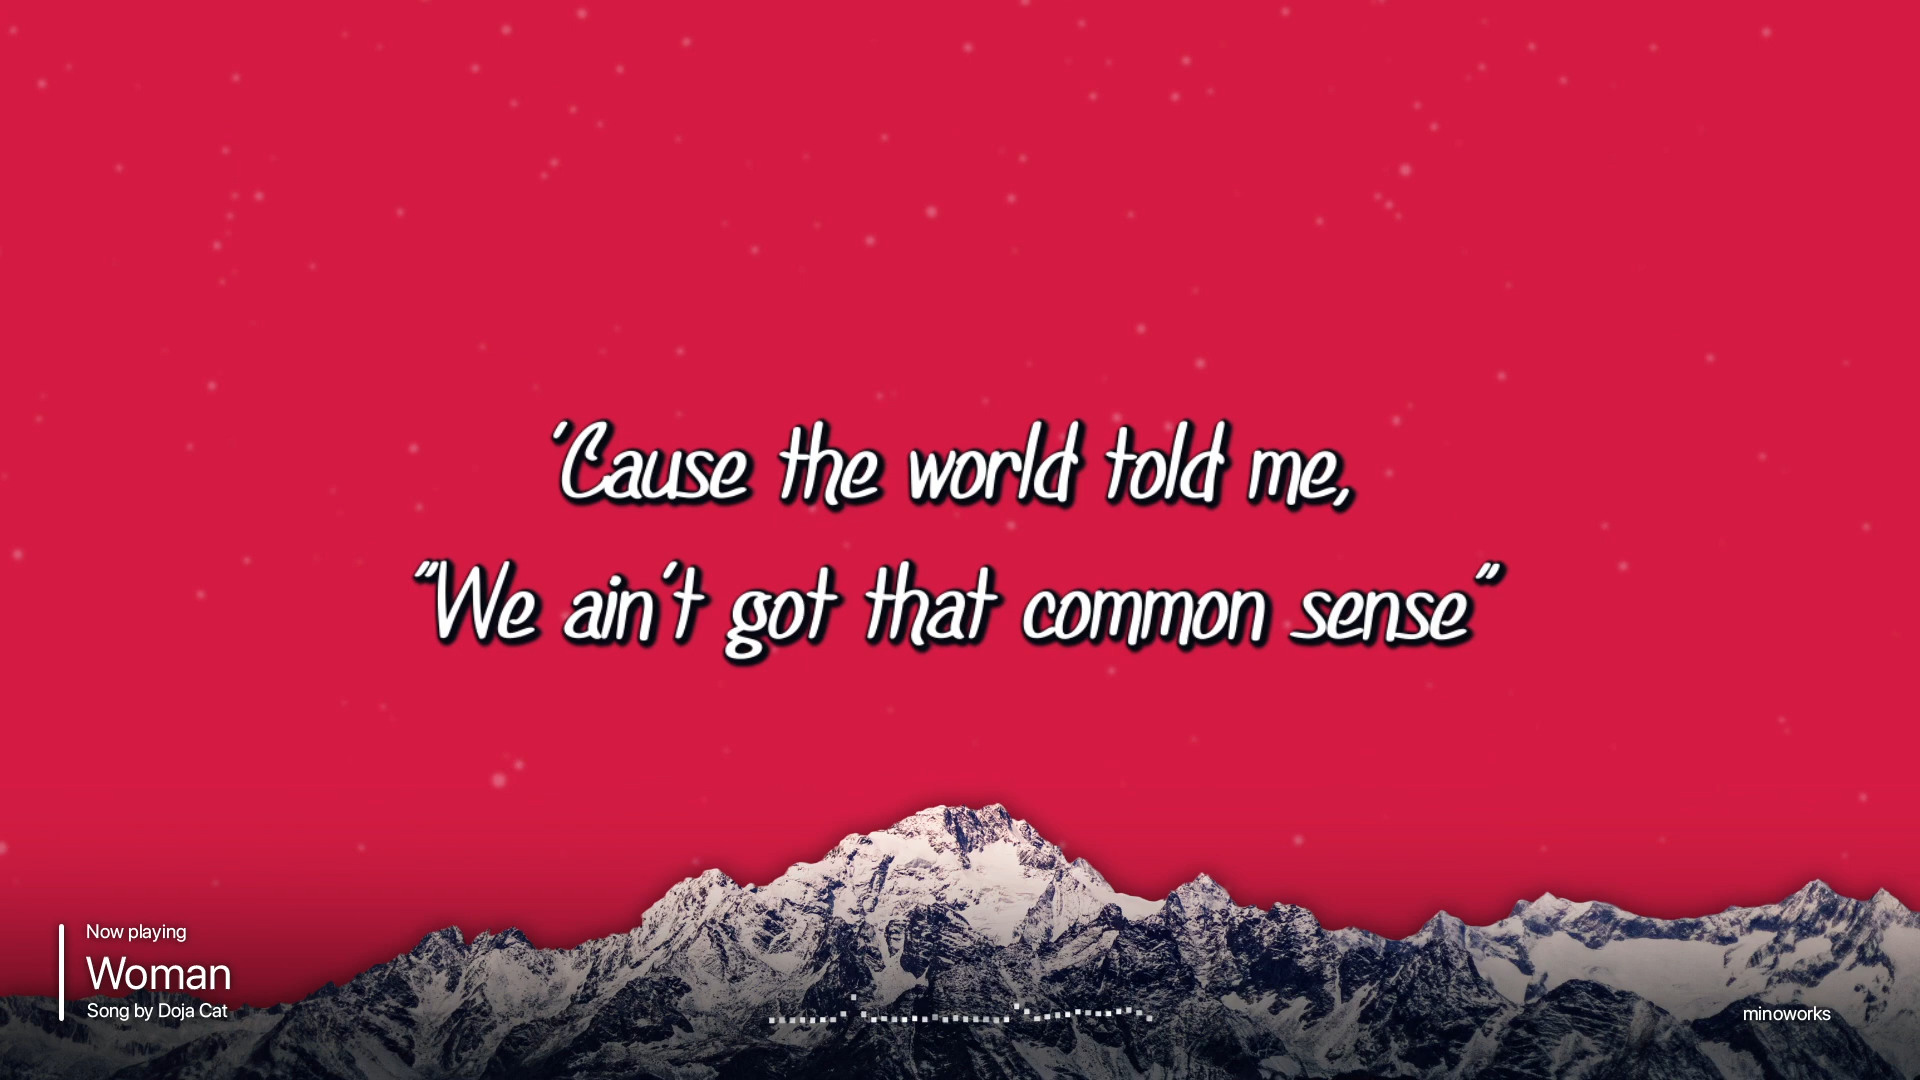 'Cause the world told me,
"We ain't got that common sense"
Now playing
Woman
Song by Doja Cat
minoworks